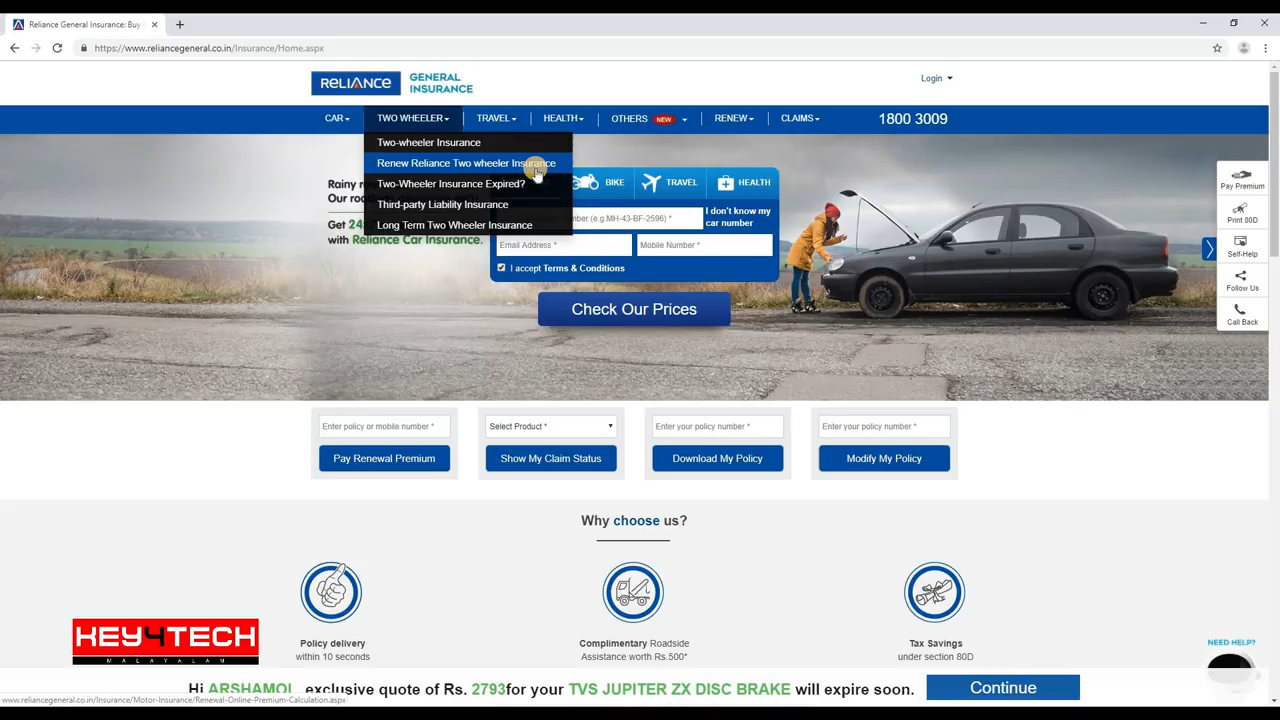 Reliance General Insurance: Buy
https://www.reliancegeneral.co.in/Insurance/Home.aspx
RELIANCE GENERAL INSURANCE
Login
CAR TWO WHEELER TRAVEL HEALTH OTHERS NEW RENEW CLAIMS 1800 3009
Two-wheeler Insurance
Renew Reliance Two wheeler Insurance
Two-Wheeler Insurance Expired?
Third-party Liability Insurance
Long Term Two Wheeler Insurance
Rainy
Our
Get 24
with Reliance Car Insurance.
BIKE TRAVEL HEALTH
(e.g.MH-43-BF-2596) *
I don't know my
car number
Email Address * Mobile Number *
I accept Terms & Conditions
Check Our Prices
Pay Premium
Print 80D
Self-Help
Follow Us
Call Back
Enter policy or mobile number * Select Product * Enter your policy number * Enter your policy number *
Pay Renewal Premium Show My Claim Status Download My Policy Modify My Policy
Why choose us?
Policy delivery
within 10 seconds
Complimentary Roadside
Assistance worth Rs.500*
Tax Savings
under section 80D
KEY4TECH
MALAYALAM
NEED HELP?
Hi ARSHAMOL exclusive quote of Rs. 2793for your TVS JUPITER ZX DISC BRAKE will expire soon. Continue
www.reliancegeneral.co.in/Insurance/Motor-Insurance/Renewal-Online-Premium-Calculation.aspx